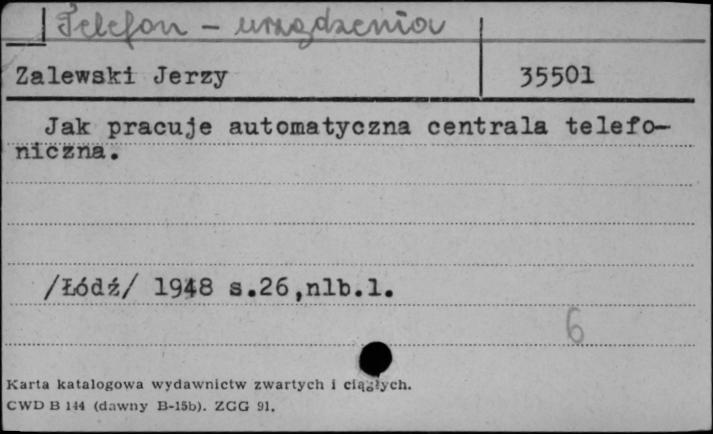 Telefon - urządzenia
Zalewski Jerzy 35501
Jak pracuje automatyczna centrala telefo-
niczna.
/Łódź/ 1948 s.26,nlb.1.
6
Karta katalogowa wydawnictw zwartych i ciągłych.
CWD B 144 (dawny B-15b). ZGG 91.